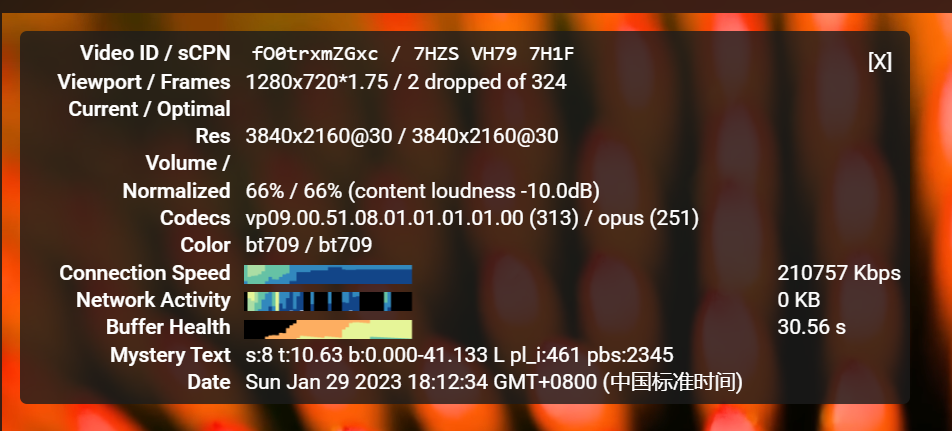 Video ID / sCPN fO0trxmZGxc / 7HZS VH79 7H1F
[X]
Viewport / Frames 1280x720*1.75 / 2 dropped of 324
Current / Optimal
Res 3840x2160@30 / 3840x2160@30
Volume /
Normalized 66% / 66% (content loudness -10.0dB)
Codecs vp09.00.51.08.01.01.01.01.00 (313) / opus (251)
Color bt709 / bt709
Connection Speed 210757 Kbps
Network Activity 0 KB
Buffer Health 30.56 s
Mystery Text s:8 t:10.63 b:0.000-41.133 L pl_i:461 pbs:2345
Date Sun Jan 29 2023 18:12:34 GMT+0800 (中国标准时间)